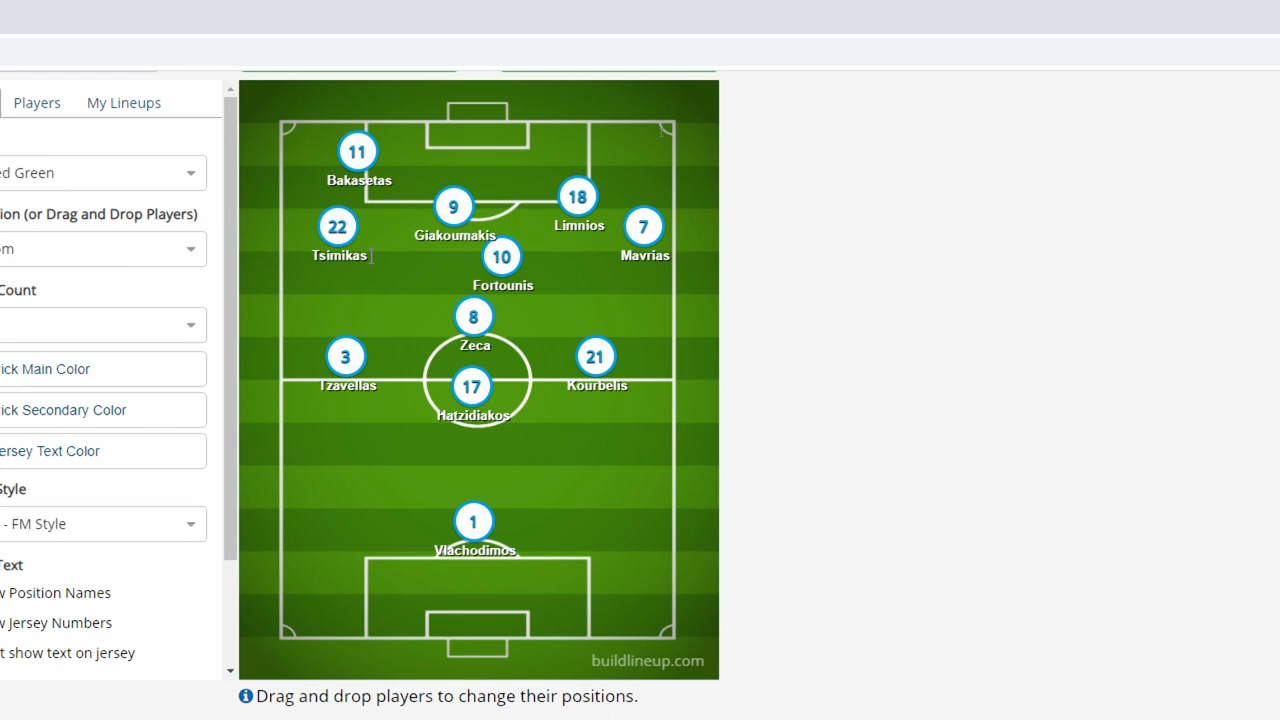 Players
My Lineups
ed Green
ion (or Drag and Drop Players)
om
Count
ick Main Color
ick Secondary Color
ersey Text Color
Style
- FM Style
Text
w Position Names
w Jersey Numbers
t show text on jersey
11
Bakasetas
18
Limnios
9
Giakoumakis
22
Tsimikas
7
Mavrias
10
Fortounis
8
Zeca
3
Tzavellas
21
Kourbelis
17
Hatzidiakos
1
Vlachodimos
buildlineup.com
Drag and drop players to change their positions.